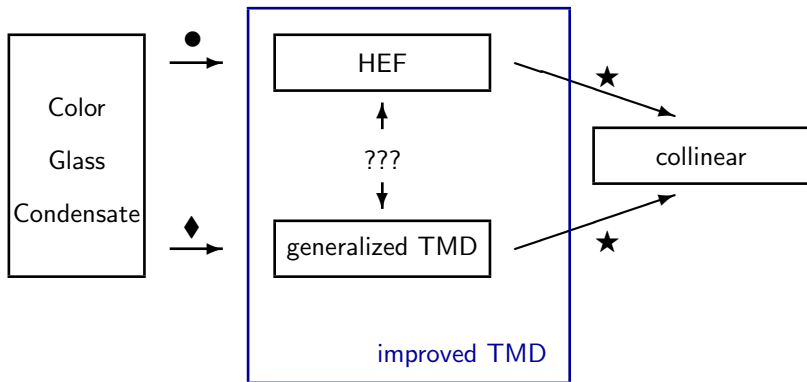 Color
Glass
Condensate
HEF
???
generalized TMD
collinear
improved TMD